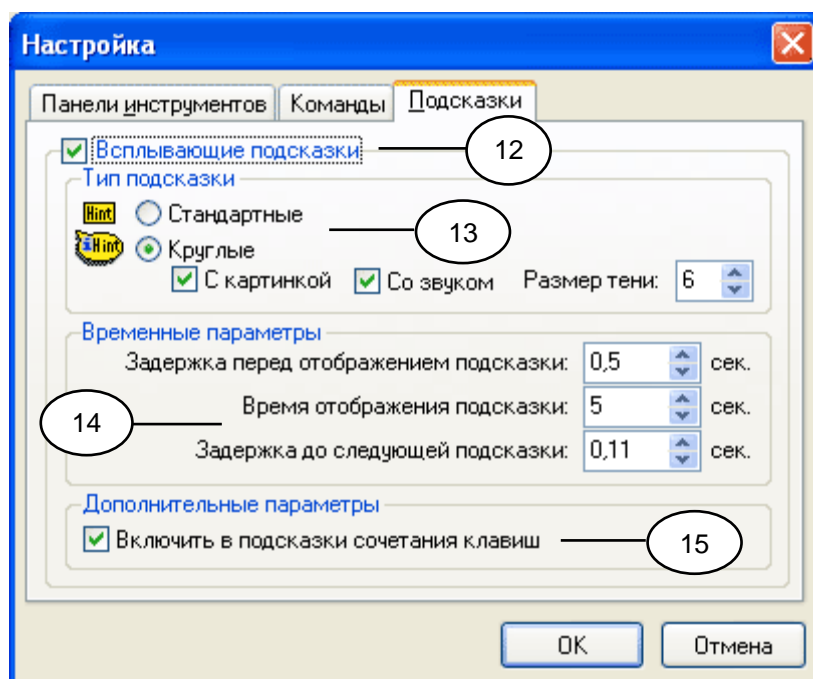 Настройка
Панели инструментов Команды Подсказки
Всплывающие подсказки 12
Тип подсказки
Hint Стандартные 13
iHint Круглые
С картинкой Со звуком Размер тени: 6
Временные параметры
Задержка перед отображением подсказки: 0,5 сек.
14 Время отображения подсказки: 5 сек.
Задержка до следующей подсказки: 0,11 сек.
Дополнительные параметры
Включить в подсказки сочетания клавиш 15
OK Отмена